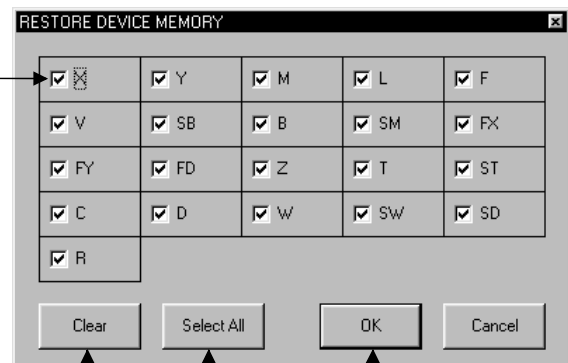 RESTORE DEVICE MEMORY
X Y M L F
V SB B SM FX
FY FD Z T ST
C D W SW SD
R
Clear Select All OK Cancel